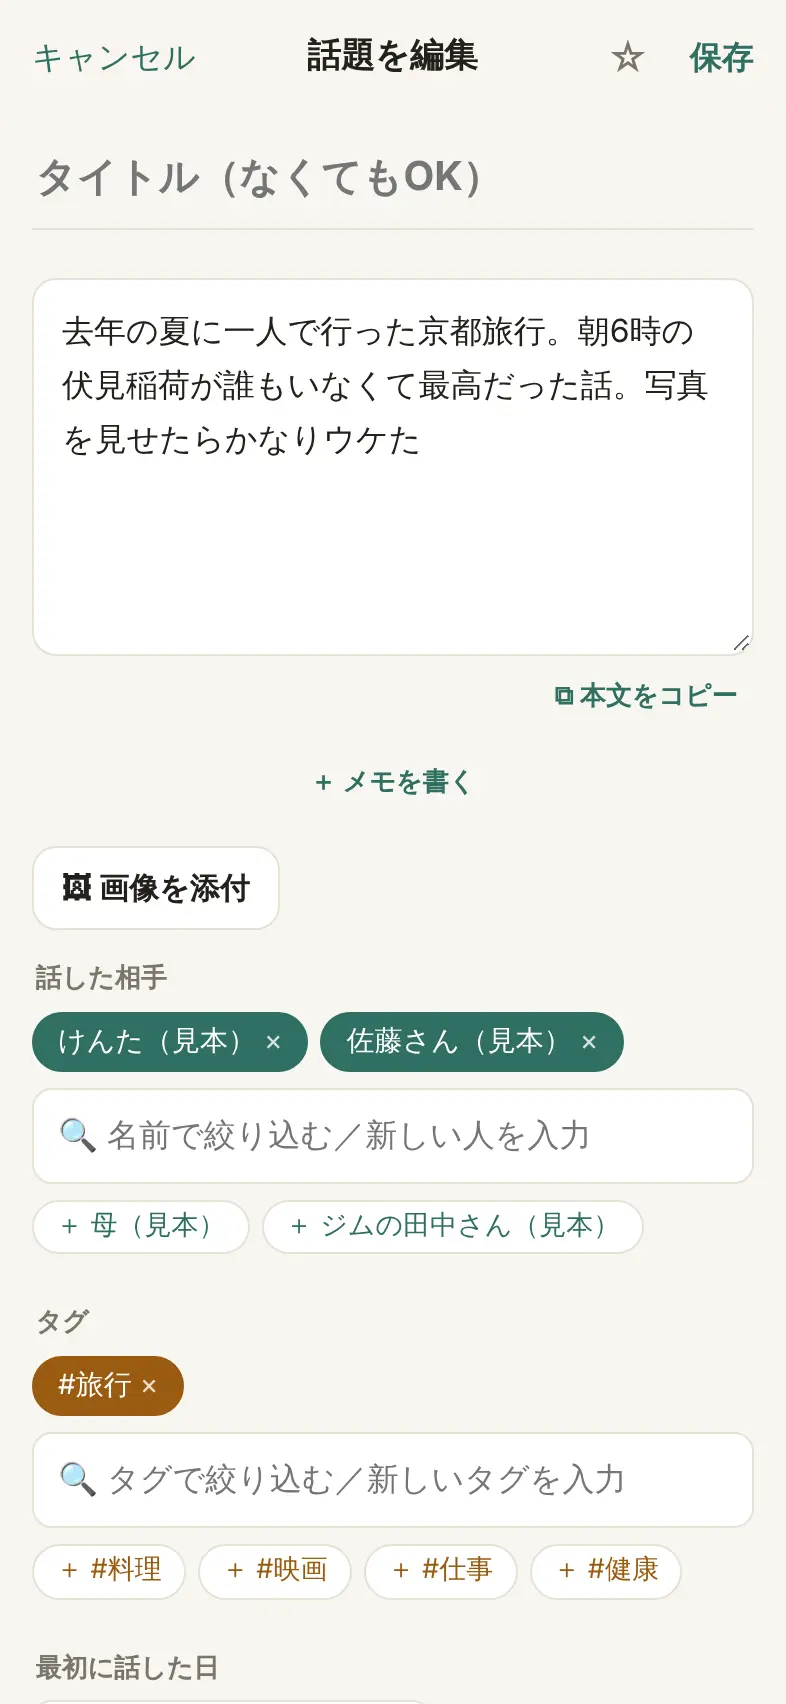 キャンセル 話題を編集 ☆ 保存
タイトル（なくてもOK）
去年の夏に一人で行った京都旅行。朝6時の
伏見稲荷が誰もいなくて最高だった話。写真
を見せたらかなりウケた
⧉ 本文をコピー
+ メモを書く
🖼 画像を添付
話した相手
けんた（見本） × 佐藤さん（見本） ×
🔍 名前で絞り込む／新しい人を入力
+ 母（見本） + ジムの田中さん（見本）
タグ
#旅行 ×
🔍 タグで絞り込む／新しいタグを入力
+ #料理 + #映画 + #仕事 + #健康
最初に話した日